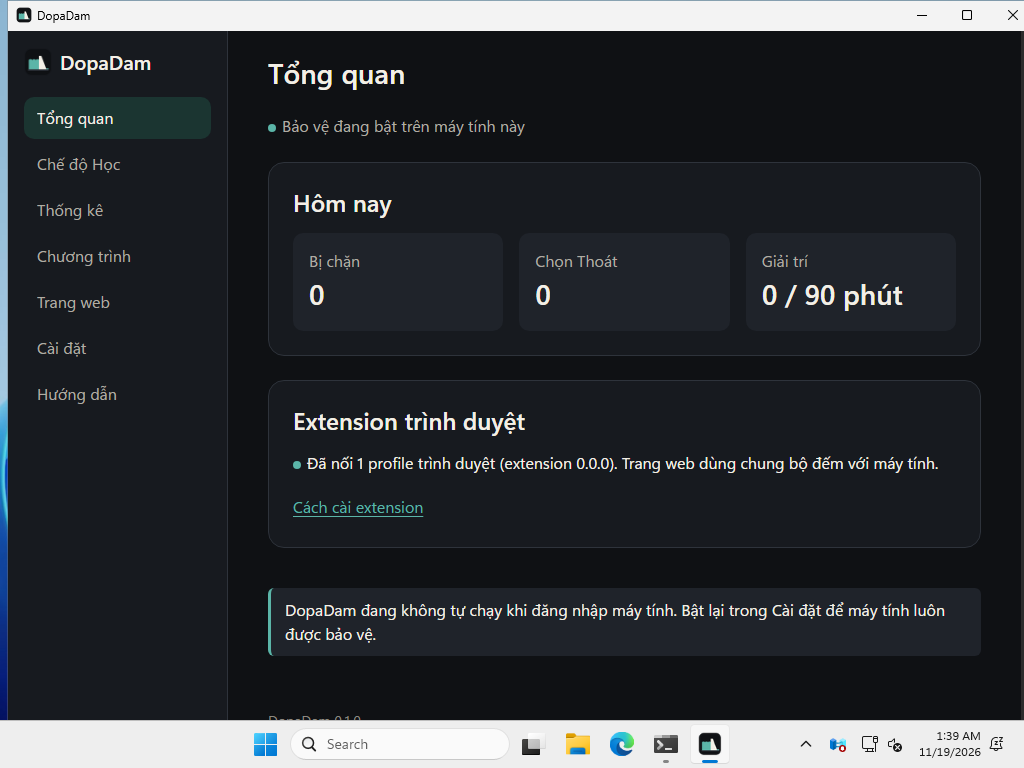 DopaDam
DopaDam
Tổng quan
Chế độ Học
Thống kê
Chương trình
Trang web
Cài đặt
Hướng dẫn
Tổng quan
Bảo vệ đang bật trên máy tính này
Hôm nay
Bị chặn
0
Chọn Thoát
0
Giải trí
0 / 90 phút
Extension trình duyệt
Đã nối 1 profile trình duyệt (extension 0.0.0). Trang web dùng chung bộ đếm với máy tính.
Cách cài extension
DopaDam đang không tự chạy khi đăng nhập máy tính. Bật lại trong Cài đặt để máy tính luôn
được bảo vệ.
DopaDam 0.1.0
Search
1:39 AM
11/19/2026